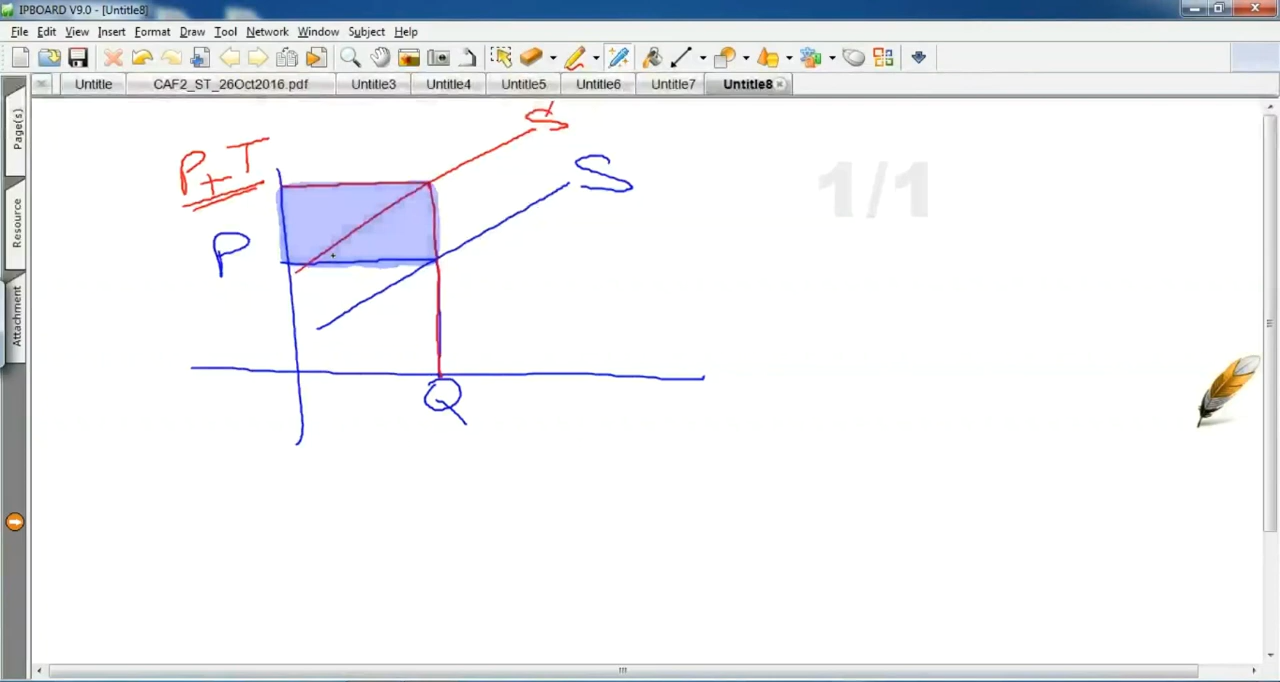 IPBOARD V9.0 - [Untitle8]
File Edit View Insert Format Draw Tool Network Window Subject Help
Untitle CAF2_ST_26Oct2016.pdf Untitle3 Untitle4 Untitle5 Untitle6 Untitle7 Untitle8
Page(s)
Resource
Attachment
1/1
P+T
S
S
P
Q